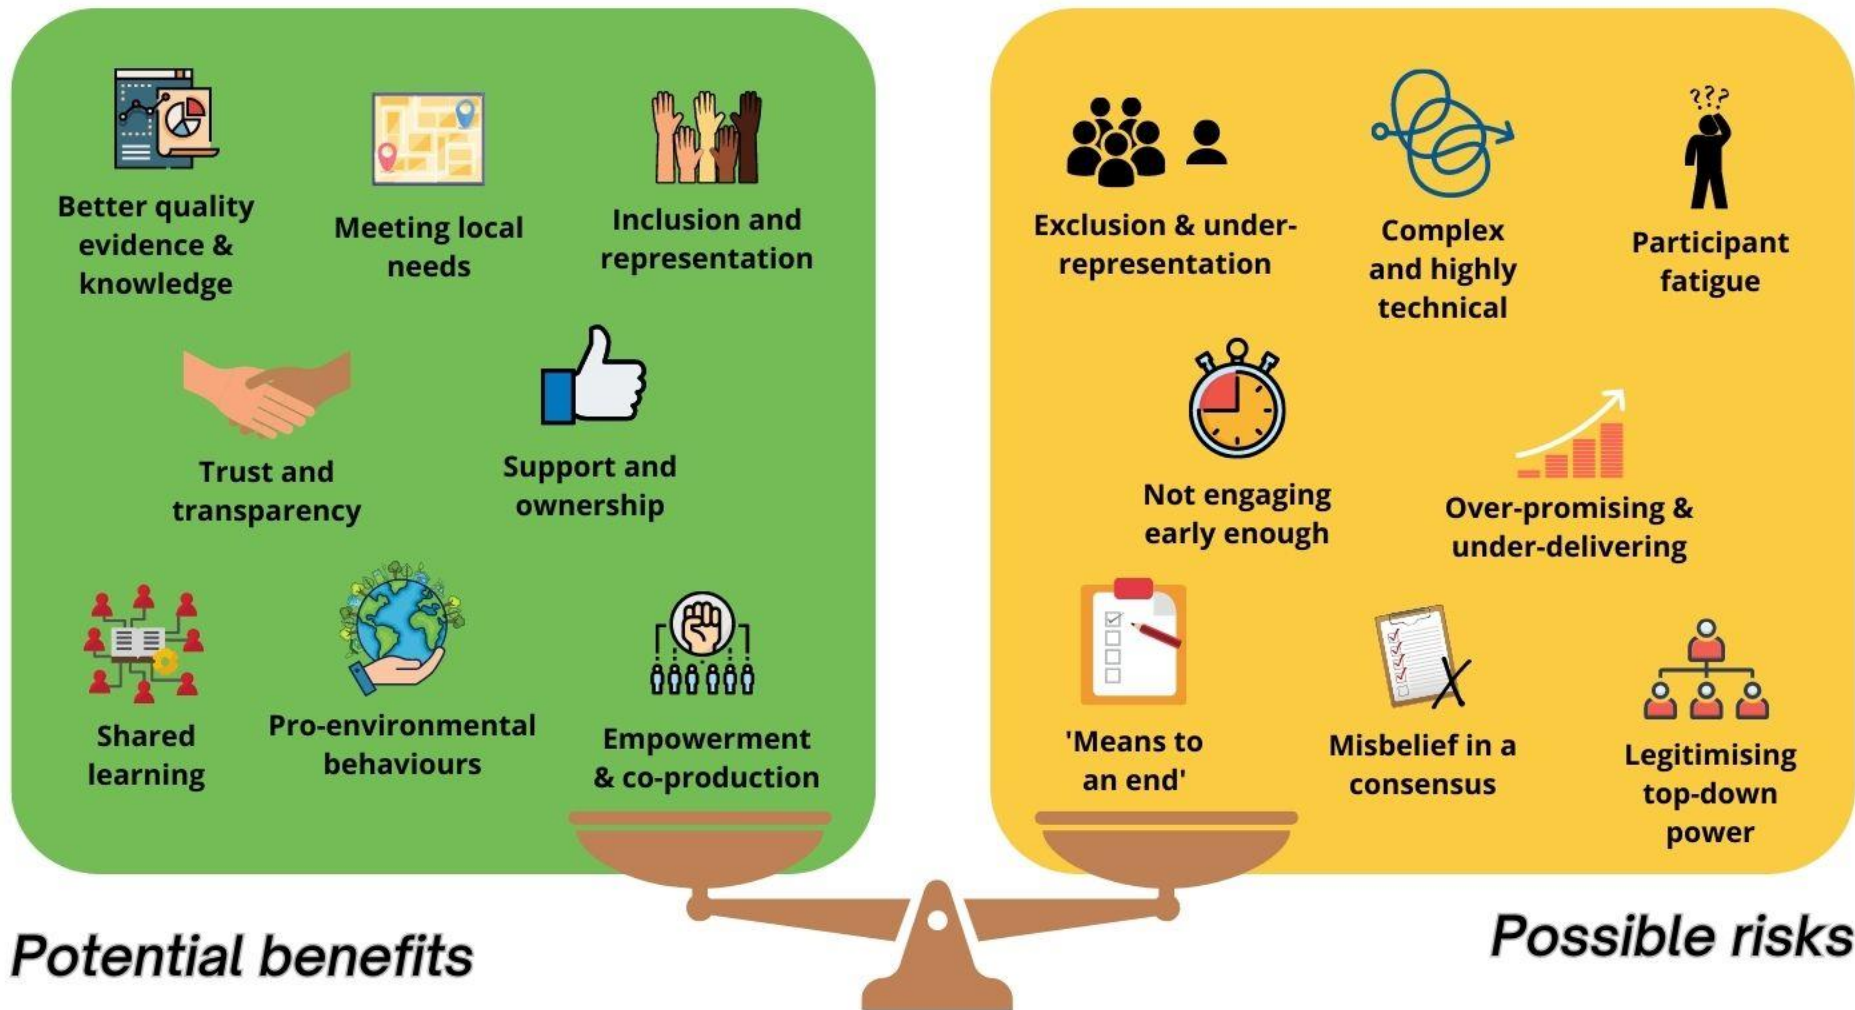 Better quality
evidence &
knowledge
Meeting local
needs
Inclusion and
representation
Trust and
transparency
Support and
ownership
Shared
learning
Pro-environmental
behaviours
Empowerment
& co-production
Potential benefits
???
Exclusion & under-
representation
Complex
and highly
technical
Participant
fatigue
Not engaging
early enough
Over-promising &
under-delivering
'Means to
an end'
Misbelief in a
consensus
Legitimising
top-down
power
Possible risks